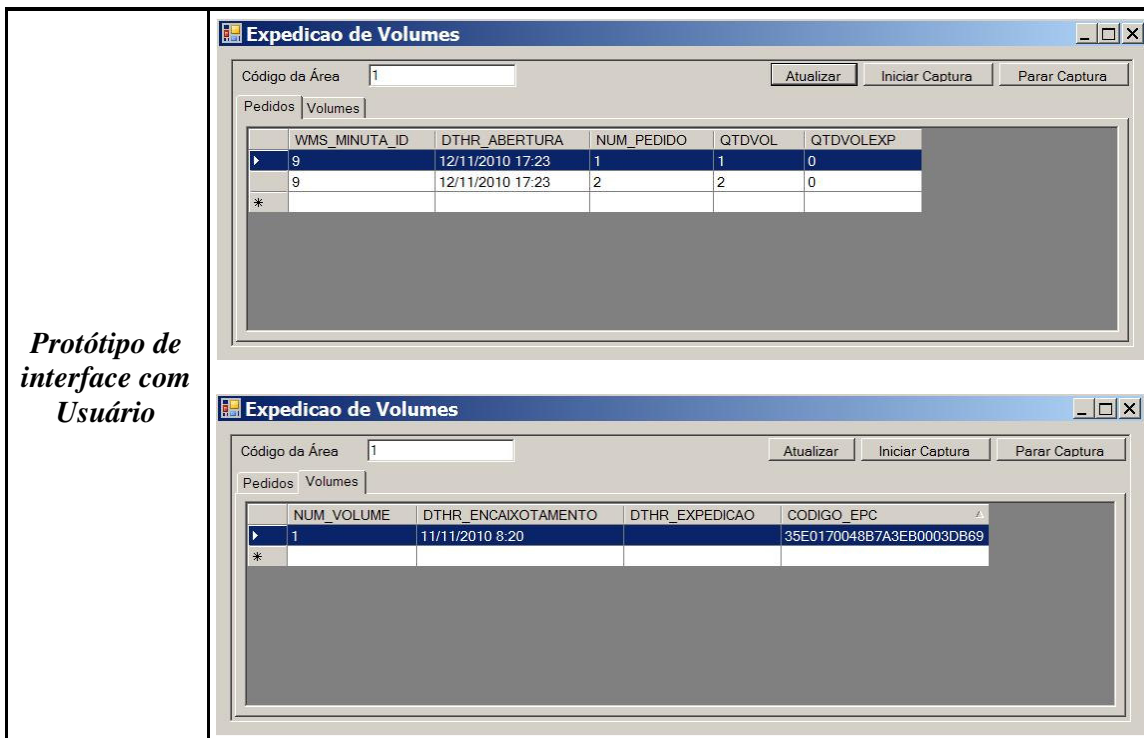 Protótipo de
interface com
Usuário
Expedicao de Volumes
Código da Área 1 Atualizar Iniciar Captura Parar Captura
Pedidos Volumes
WMS_MINUTA_ID DTHR_ABERTURA NUM_PEDIDO QTDVOL QTDVOLEXP
9 12/11/2010 17:23 1 1 0
9 12/11/2010 17:23 2 2 0
Expedicao de Volumes
Código da Área 1 Atualizar Iniciar Captura Parar Captura
Pedidos Volumes
NUM_VOLUME DTHR_ENCAIXOTAMENTO DTHR_EXPEDICAO CODIGO_EPC
1 11/11/2010 8:20 35E0170048B7A3EB0003DB69